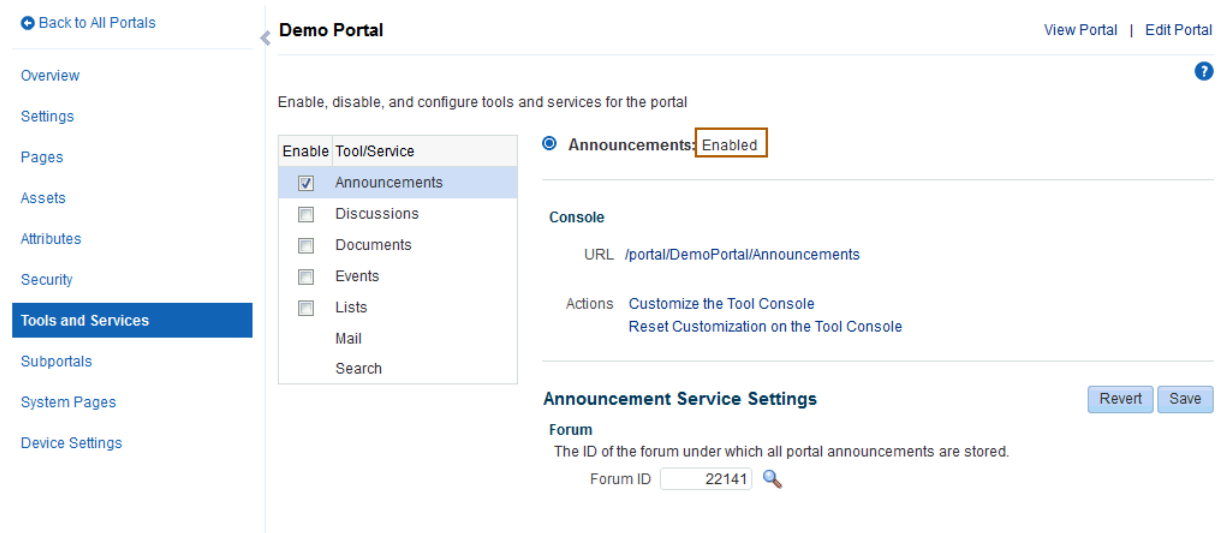 Back to All Portals
Demo Portal
View Portal | Edit Portal
Overview
Settings
Pages
Assets
Attributes
Security
Tools and Services
Subportals
System Pages
Device Settings
?
Enable, disable, and configure tools and services for the portal
Enable Tool/Service
Announcements
Discussions
Documents
Events
Lists
Mail
Search
Announcements: Enabled
Console
URL /portal/DemoPortal/Announcements
Actions Customize the Tool Console
Reset Customization on the Tool Console
Announcement Service Settings
Revert Save
Forum
The ID of the forum under which all portal announcements are stored.
Forum ID 22141